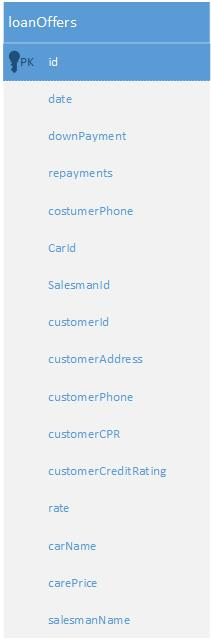 loanOffers
PK id
date
downPayment
repayments
costumerPhone
CarId
SalesmanId
customerId
customerAddress
customerPhone
customerCPR
customerCreditRating
rate
carName
carePrice
salesmanName